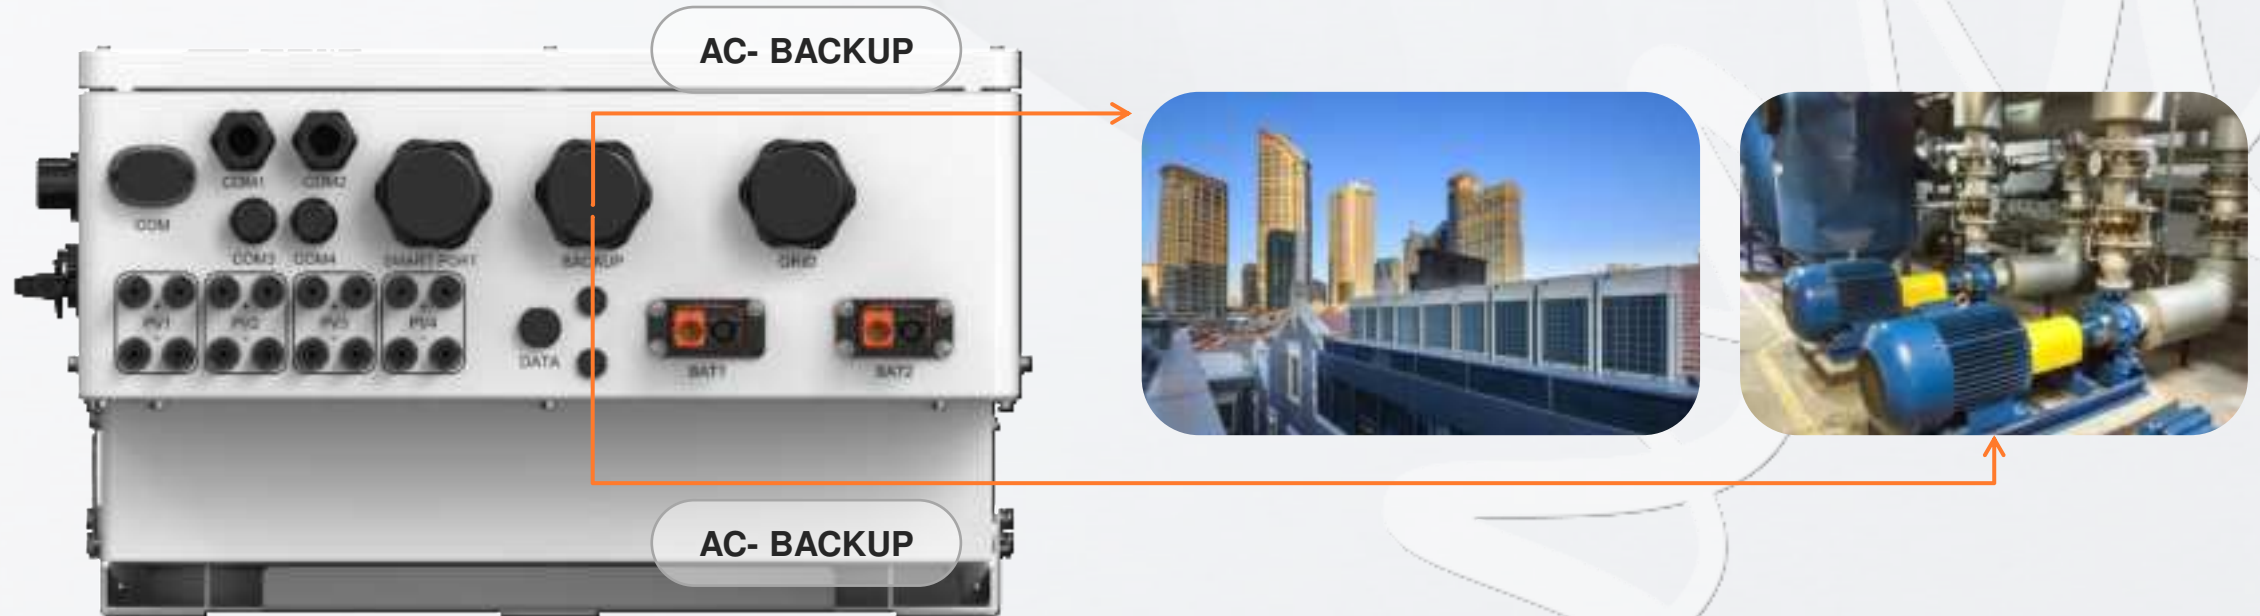 AC- BACKUP
COM1
COM2
COM
COM3
COM4
SMART PORT
BACKUP
GRID
PV1
PV2
PV3
PV4
DATA
BAT1
BAT2
AC- BACKUP